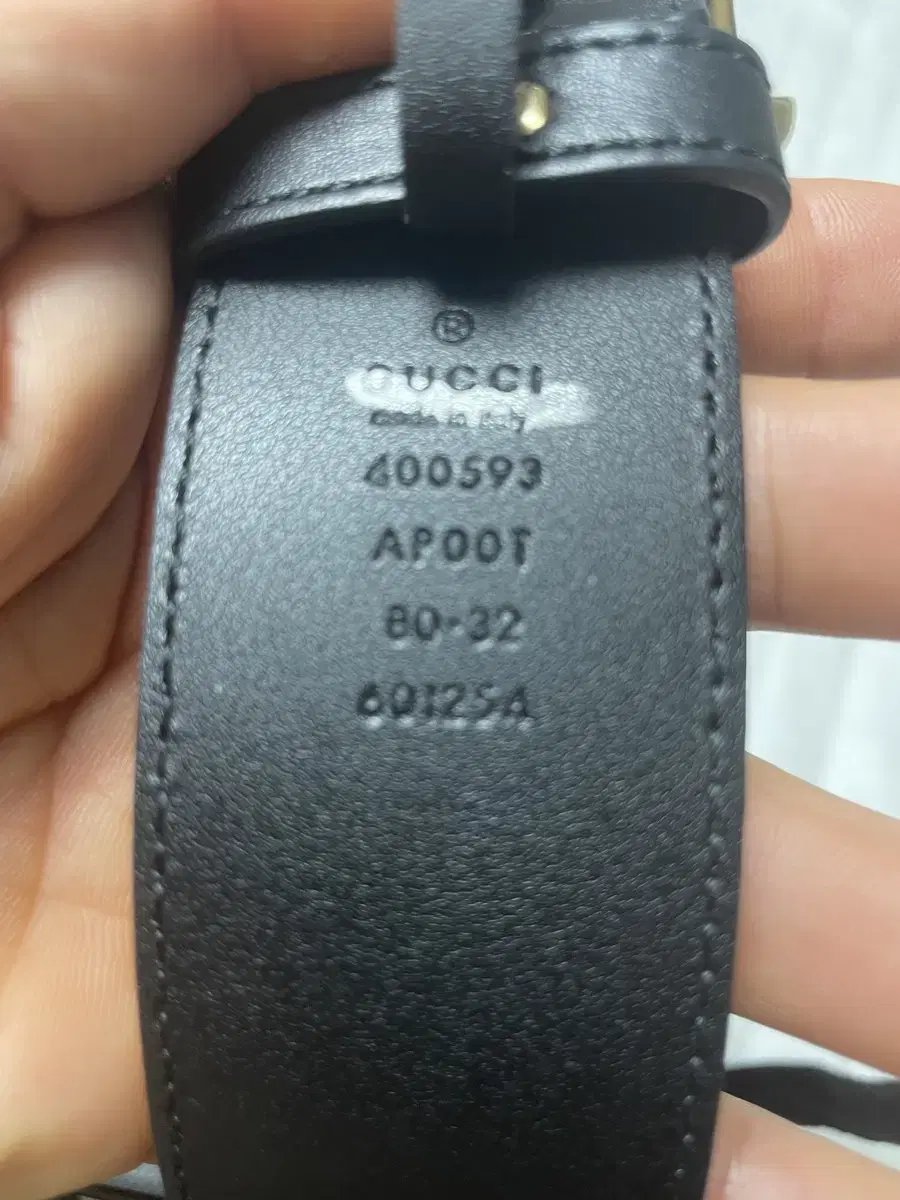 ®
GUCCI
made in Italy
400593
AP00T
80·32
601254